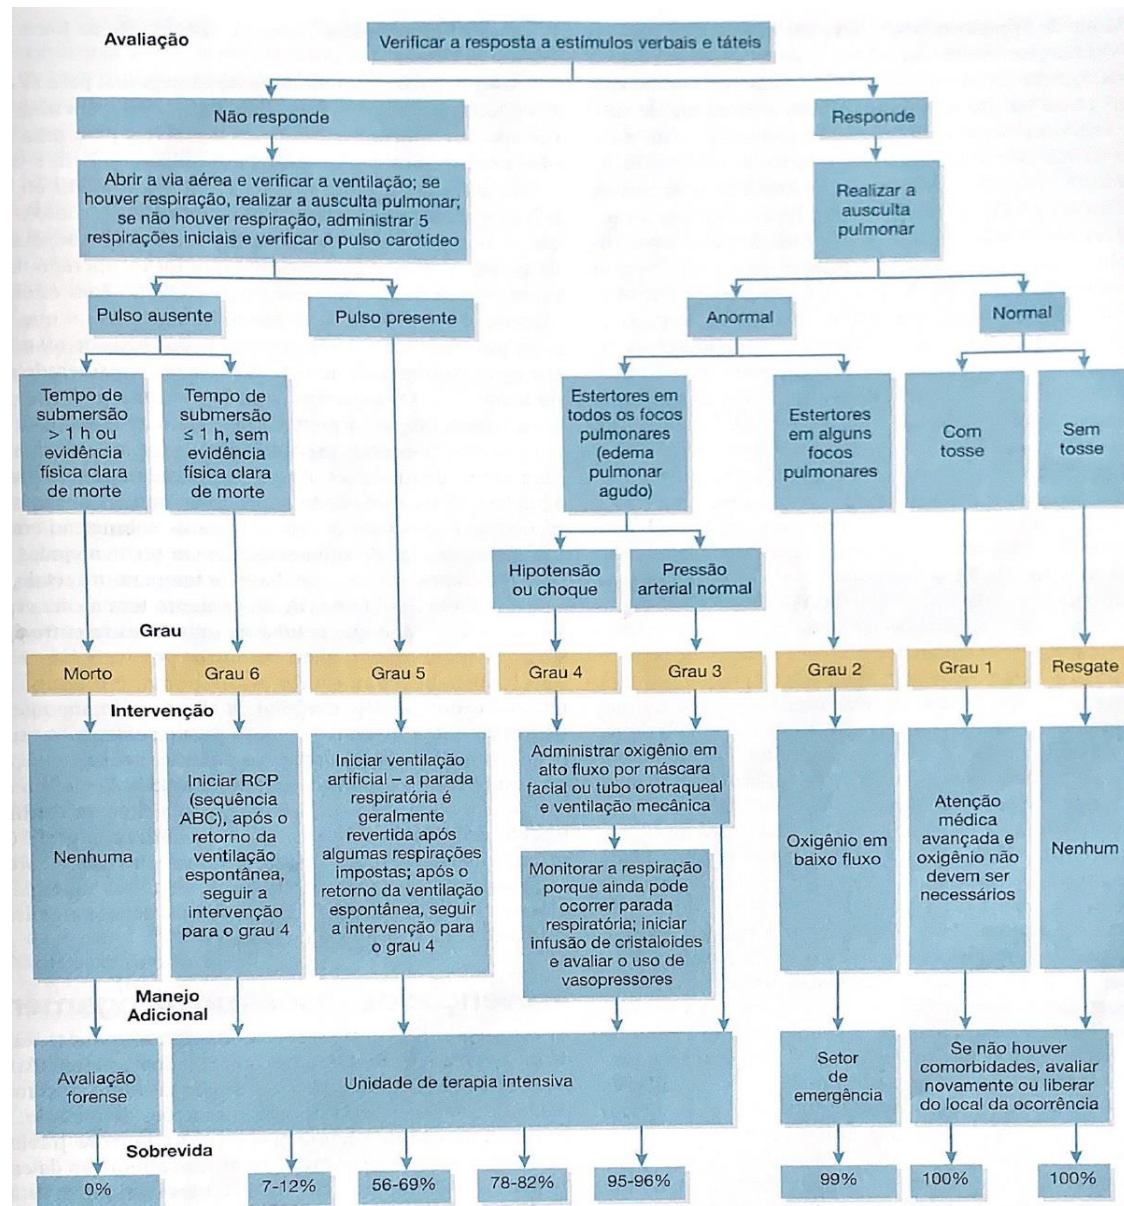 Avaliação
Verificar a resposta a estímulos verbais e táteis
Não responde
Responde
Abrir a via aérea e verificar a ventilação; se
houver respiração, realizar a ausculta pulmonar;
se não houver respiração, administrar 5
respirações iniciais e verificar o pulso carotídeo
Realizar a
ausculta
pulmonar
Pulso ausente
Pulso presente
Anormal
Normal
Tempo de
submersão
> 1 h ou
evidência
física clara
de morte
Tempo de
submersão
≤ 1 h, sem
evidência
física clara
de morte
Estertores em
todos os focos
pulmonares
(edema
pulmonar
agudo)
Estertores
em alguns
focos
pulmonares
Com
tosse
Sem
tosse
Hipotensão
ou choque
Pressão
arterial normal
Grau
Morto
Grau 6
Grau 5
Grau 4
Grau 3
Grau 2
Grau 1
Resgate
Intervenção
Nenhuma
Iniciar RCP
(sequência
ABC), após o
retorno da
ventilação
espontânea,
seguir a
intervenção
para o grau 4
Iniciar ventilação
artificial – a parada
respiratória é
geralmente
revertida após
algumas respirações
impostas; após o
retorno da ventilação
espontânea, seguir
a intervenção para
o grau 4
Administrar oxigênio em
alto fluxo por máscara
facial ou tubo orotraqueal
e ventilação mecânica
Monitorar a respiração
porque ainda pode
ocorrer parada
respiratória; iniciar
infusão de cristaloides
e avaliar o uso de
vasopressores
Oxigênio em
baixo fluxo
Atenção
médica
avançada e
oxigênio não
devem ser
necessários
Nenhum
Manejo
Adicional
Avaliação
forense
Unidade de terapia intensiva
Setor
de
emergência
Se não houver
comorbidades, avaliar
novamente ou liberar
do local da ocorrência
Sobrevida
0%
7-12%
56-69%
78-82%
95-96%
99%
100%
100%